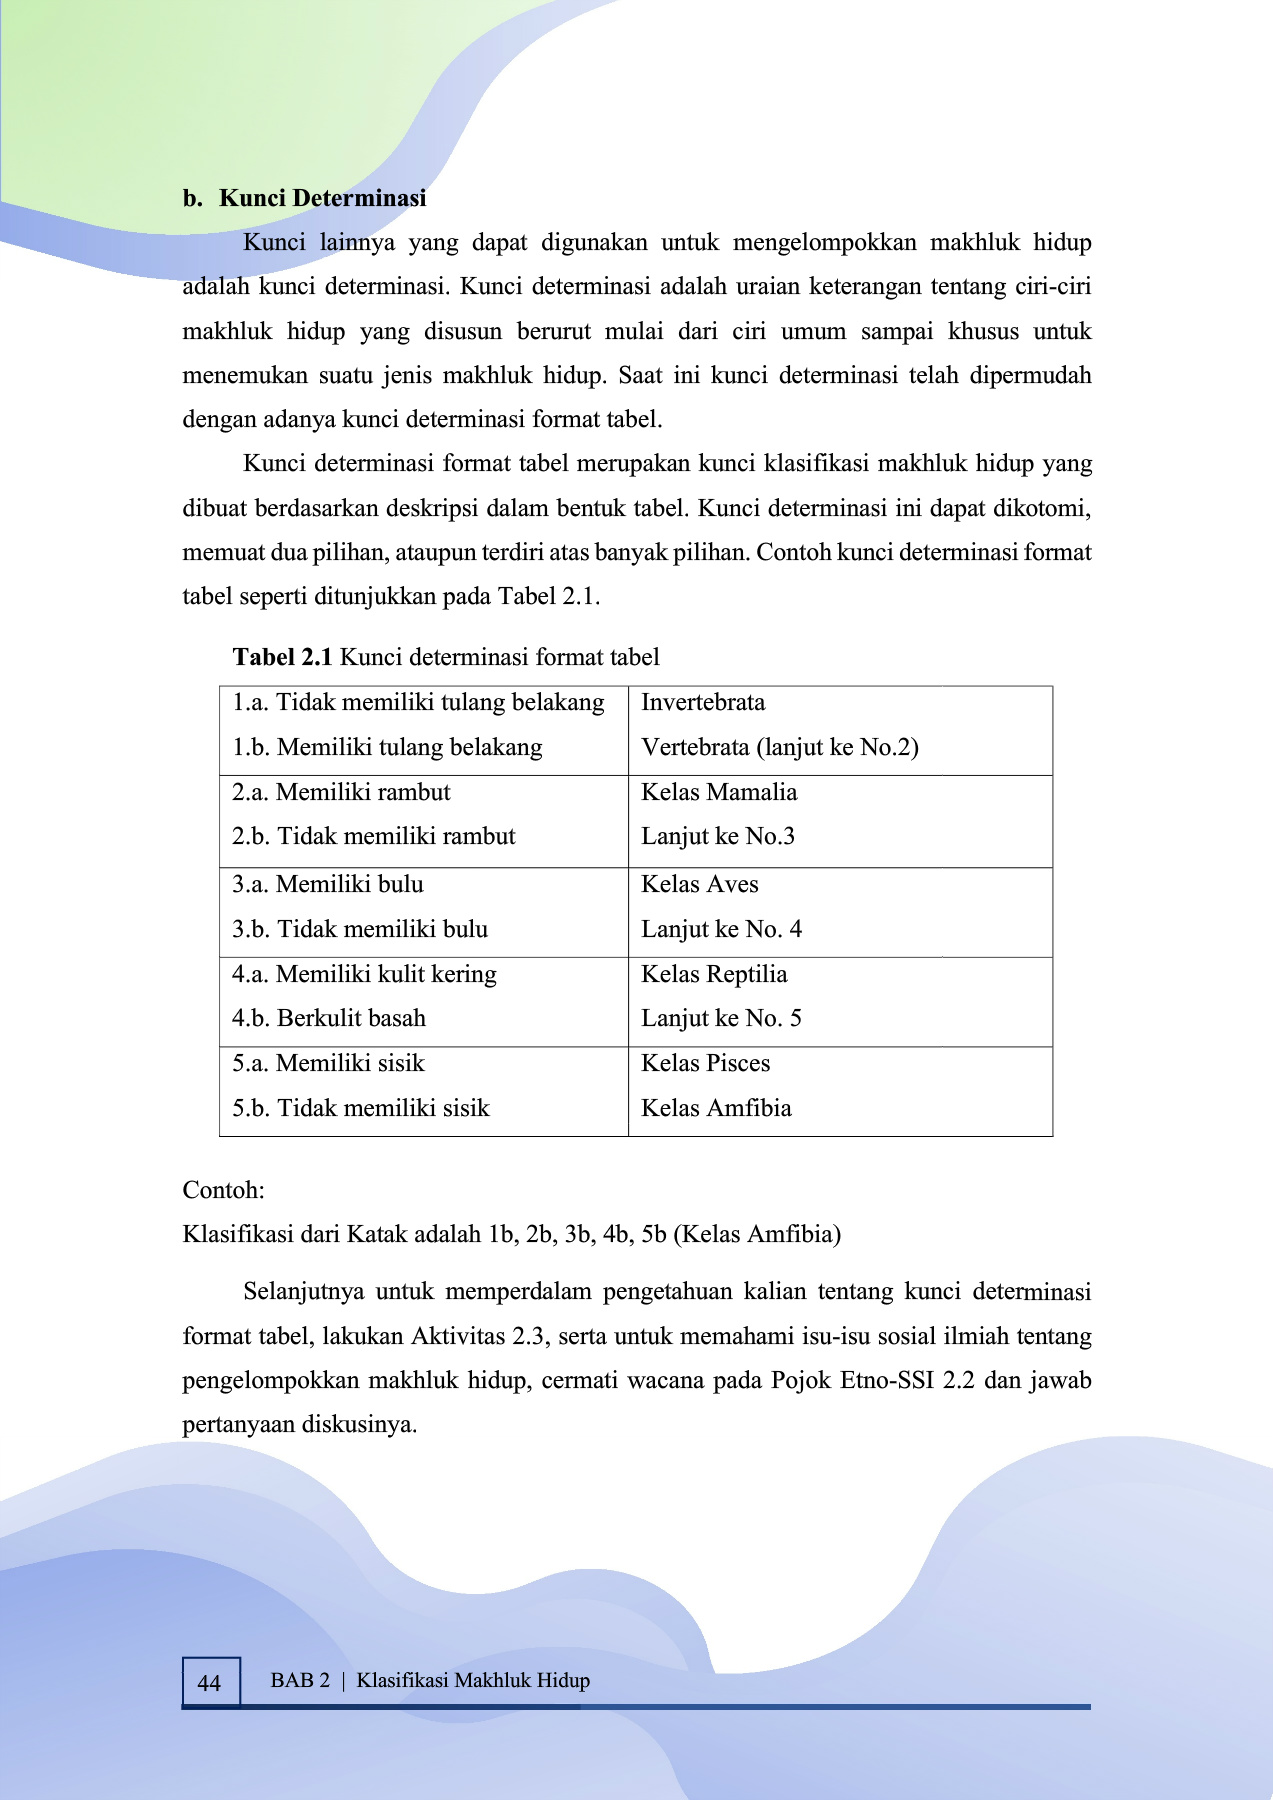 b. Kunci Determinasi
Kunci lainnya yang dapat digunakan untuk mengelompokkan makhluk hidup
adalah kunci determinasi. Kunci determinasi adalah uraian keterangan tentang ciri-ciri
makhluk hidup yang disusun berurut mulai dari ciri umum sampai khusus untuk
menemukan suatu jenis makhluk hidup. Saat ini kunci determinasi telah dipermudah
dengan adanya kunci determinasi format tabel.
Kunci determinasi format tabel merupakan kunci klasifikasi makhluk hidup yang
dibuat berdasarkan deskripsi dalam bentuk tabel. Kunci determinasi ini dapat dikotomi,
memuat dua pilihan, ataupun terdiri atas banyak pilihan. Contoh kunci determinasi format
tabel seperti ditunjukkan pada Tabel 2.1.
Tabel 2.1 Kunci determinasi format tabel
1.a. Tidak memiliki tulang belakang Invertebrata
1.b. Memiliki tulang belakang Vertebrata (lanjut ke No.2)
2.a. Memiliki rambut Kelas Mamalia
2.b. Tidak memiliki rambut Lanjut ke No.3
3.a. Memiliki bulu Kelas Aves
3.b. Tidak memiliki bulu Lanjut ke No. 4
4.a. Memiliki kulit kering Kelas Reptilia
4.b. Berkulit basah Lanjut ke No. 5
5.a. Memiliki sisik Kelas Pisces
5.b. Tidak memiliki sisik Kelas Amfibia
Contoh:
Klasifikasi dari Katak adalah 1b, 2b, 3b, 4b, 5b (Kelas Amfibia)
Selanjutnya untuk memperdalam pengetahuan kalian tentang kunci determinasi
format tabel, lakukan Aktivitas 2.3, serta untuk memahami isu-isu sosial ilmiah tentang
pengelompokkan makhluk hidup, cermati wacana pada Pojok Etno-SSI 2.2 dan jawab
pertanyaan diskusinya.
44 BAB 2 | Klasifikasi Makhluk Hidup